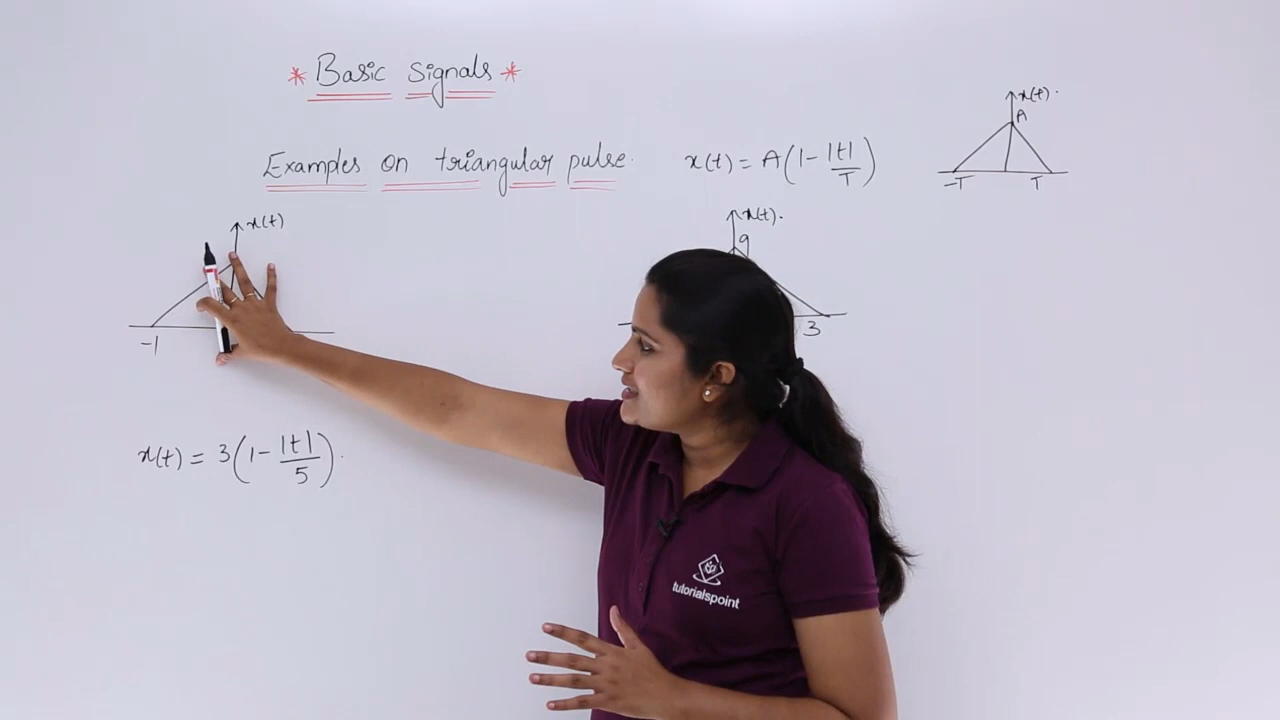 * Basic Signals *
Examples on triangular pulse.
x(t) = A(1 - |t|/T)
x(t).
A
-T T
x(t)
-1
x(t).
9
3
x(t) = 3(1 - |t|/5).
tutorialspoint